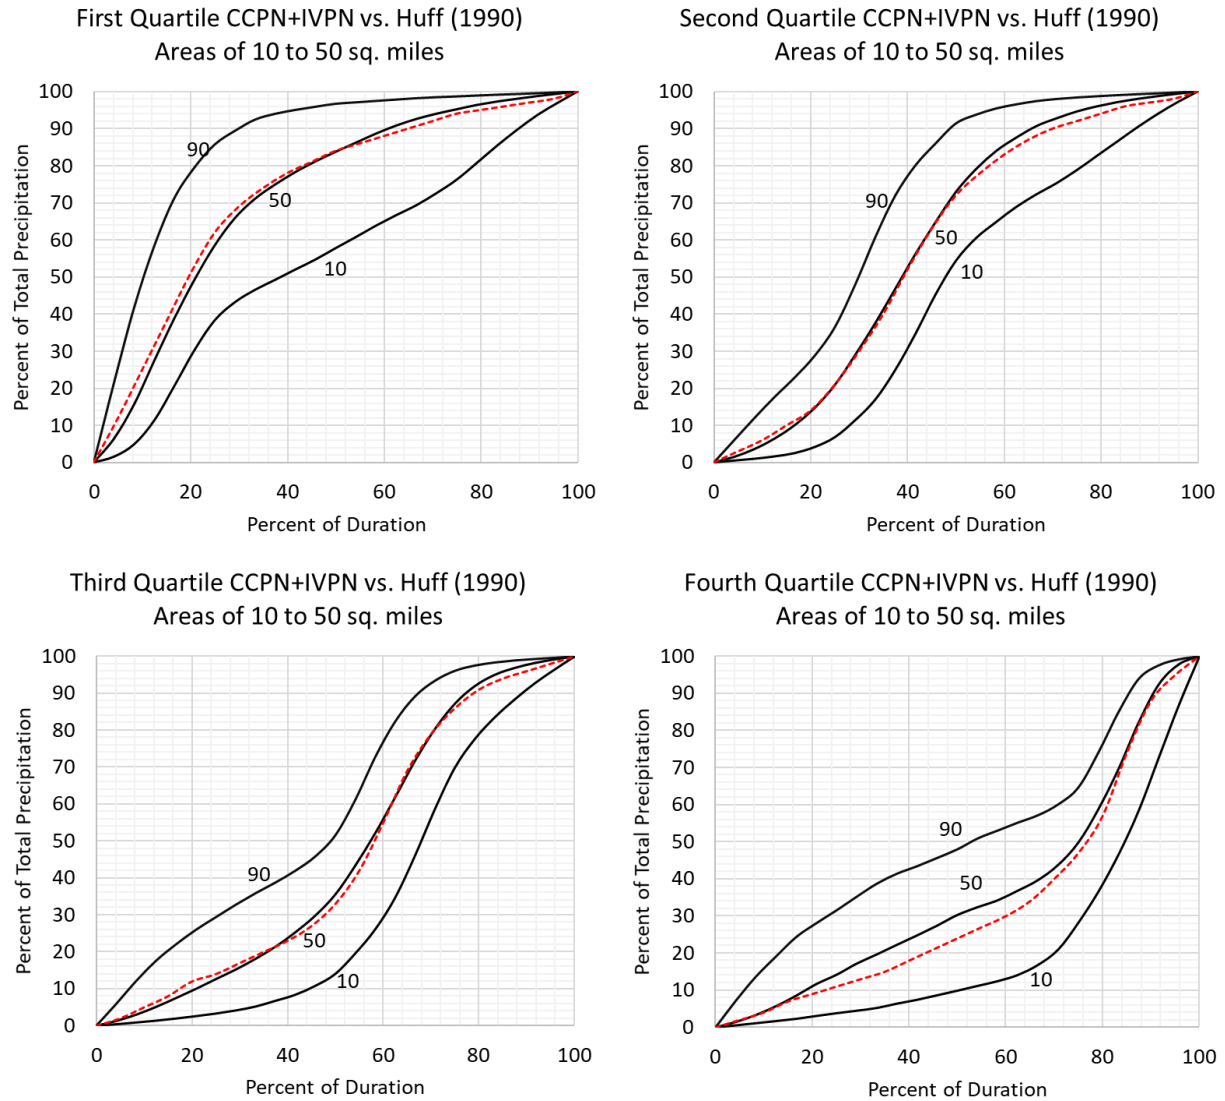 First Quartile CCPN+IVPN vs. Huff (1990)
Areas of 10 to 50 sq. miles
Percent of Total Precipitation
100
90
80
70
60
50
40
30
20
10
0
90
50
10
0 20 40 60 80 100
Percent of Duration
Second Quartile CCPN+IVPN vs. Huff (1990)
Areas of 10 to 50 sq. miles
Percent of Total Precipitation
100
90
80
70
60
50
40
30
20
10
0
90
50
10
0 20 40 60 80 100
Percent of Duration
Third Quartile CCPN+IVPN vs. Huff (1990)
Areas of 10 to 50 sq. miles
Percent of Total Precipitation
100
90
80
70
60
50
40
30
20
10
0
90
50
10
0 20 40 60 80 100
Percent of Duration
Fourth Quartile CCPN+IVPN vs. Huff (1990)
Areas of 10 to 50 sq. miles
Percent of Total Precipitation
100
90
80
70
60
50
40
30
20
10
0
90
50
10
0 20 40 60 80 100
Percent of Duration